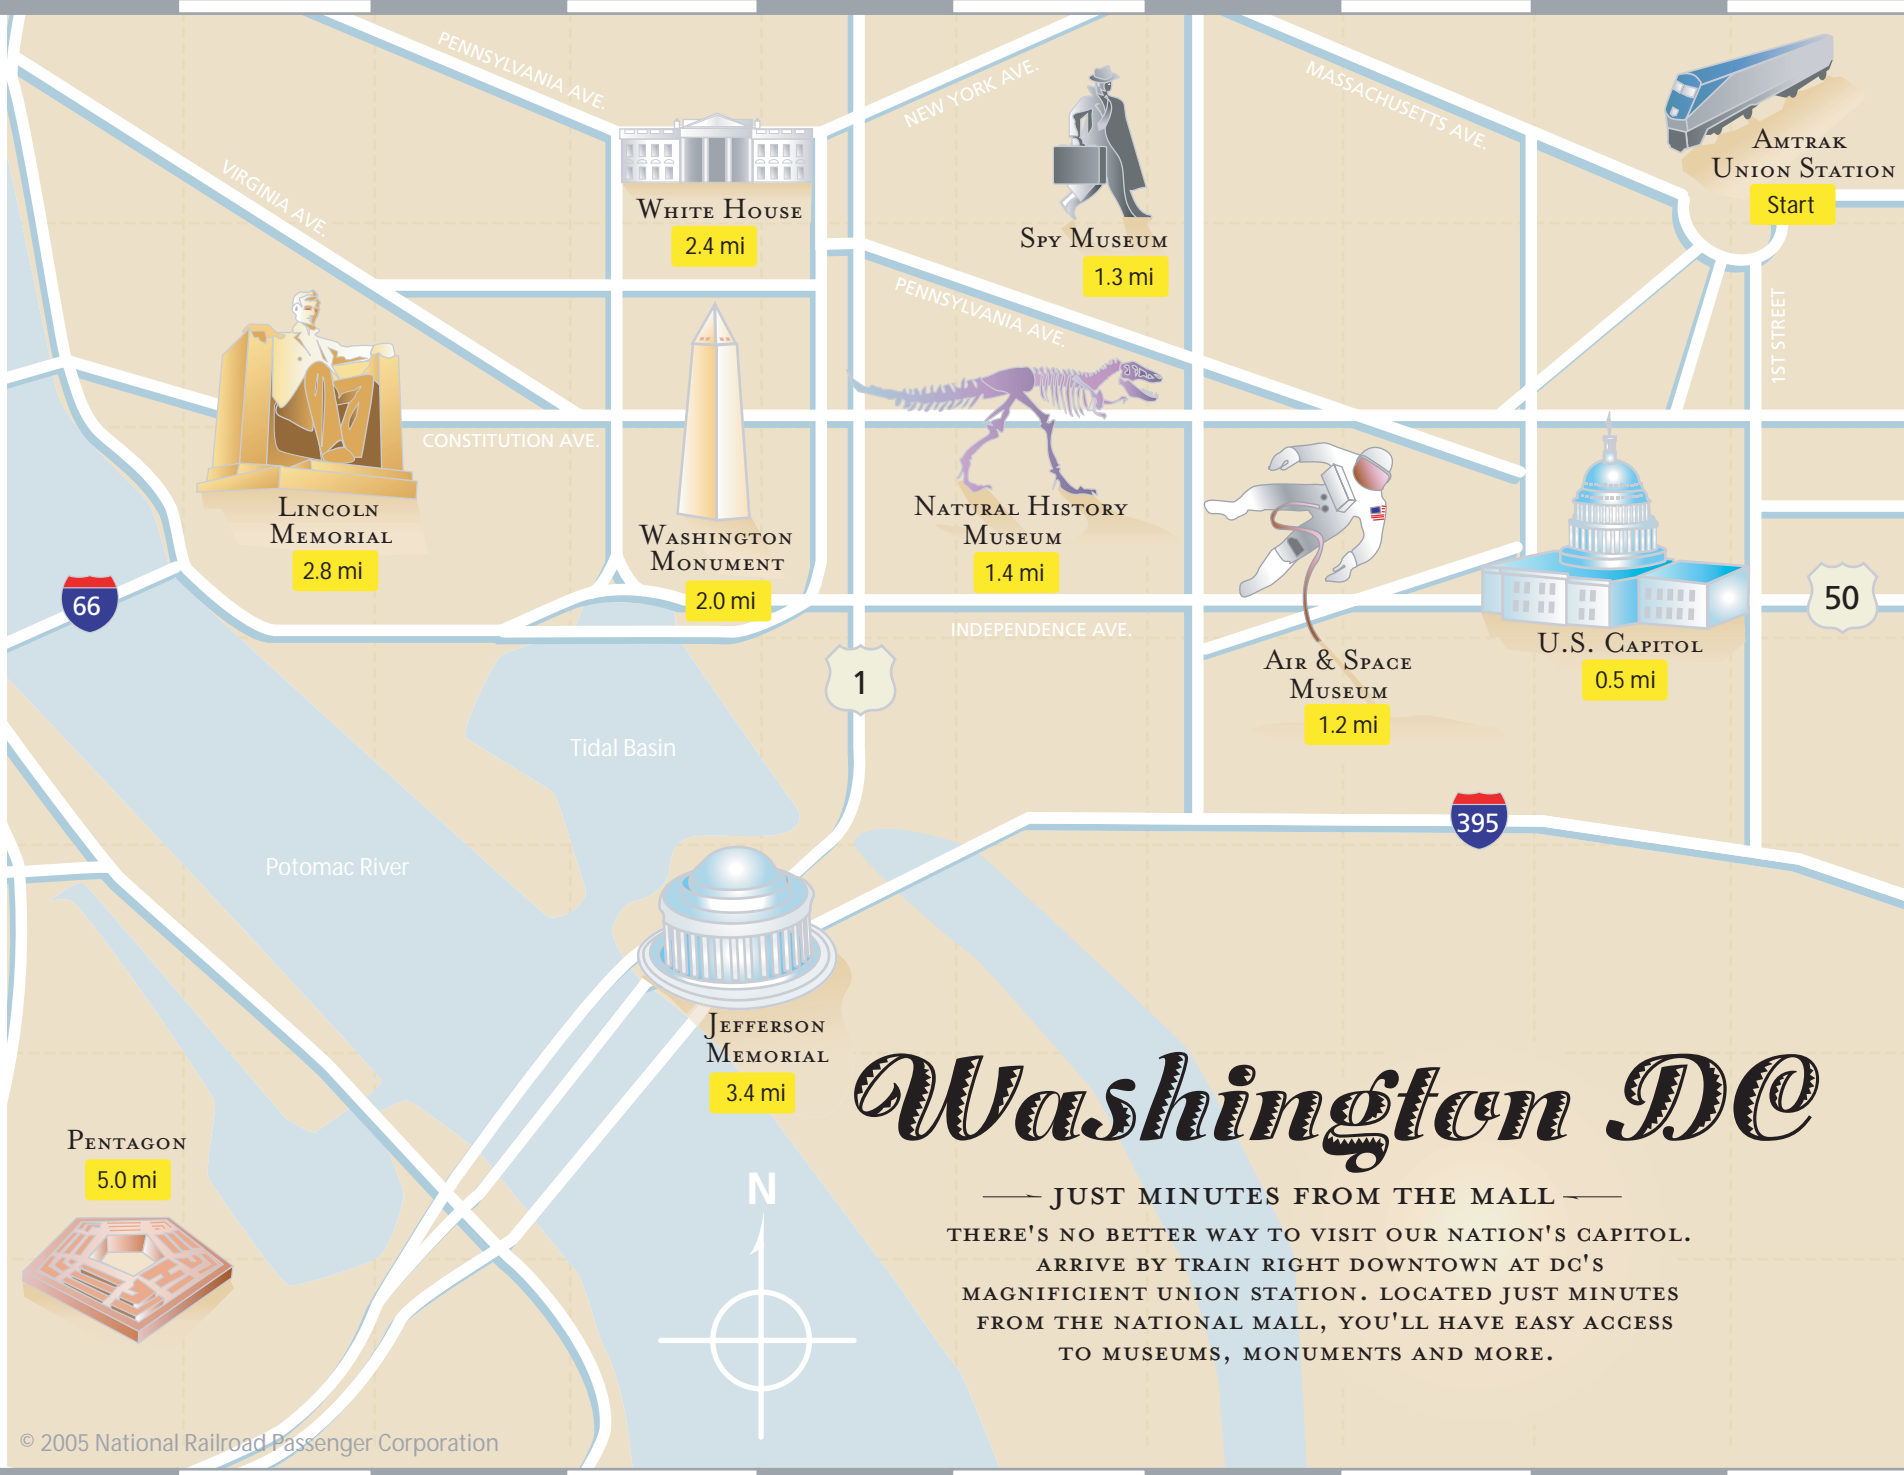 PENNSYLVANIA AVE.
NEW YORK AVE.
MASSACHUSETTS AVE.
Amtrak
Union Station
Start
VIRGINIA AVE.
White House
2.4 mi
Spy Museum
1.3 mi
PENNSYLVANIA AVE.
1ST STREET
CONSTITUTION AVE.
Lincoln
Memorial
2.8 mi
Washington
Monument
2.0 mi
Natural History
Museum
1.4 mi
66
50
INDEPENDENCE AVE.
U.S. Capitol
0.5 mi
Air & Space
Museum
1.2 mi
1
Tidal Basin
395
Potomac River
Jefferson
Memorial
3.4 mi
Pentagon
5.0 mi
N
Washington DC
JUST MINUTES FROM THE MALL
THERE'S NO BETTER WAY TO VISIT OUR NATION'S CAPITOL.
ARRIVE BY TRAIN RIGHT DOWNTOWN AT DC'S
MAGNIFICIENT UNION STATION. LOCATED JUST MINUTES
FROM THE NATIONAL MALL, YOU'LL HAVE EASY ACCESS
TO MUSEUMS, MONUMENTS AND MORE.
© 2005 National Railroad Passenger Corporation